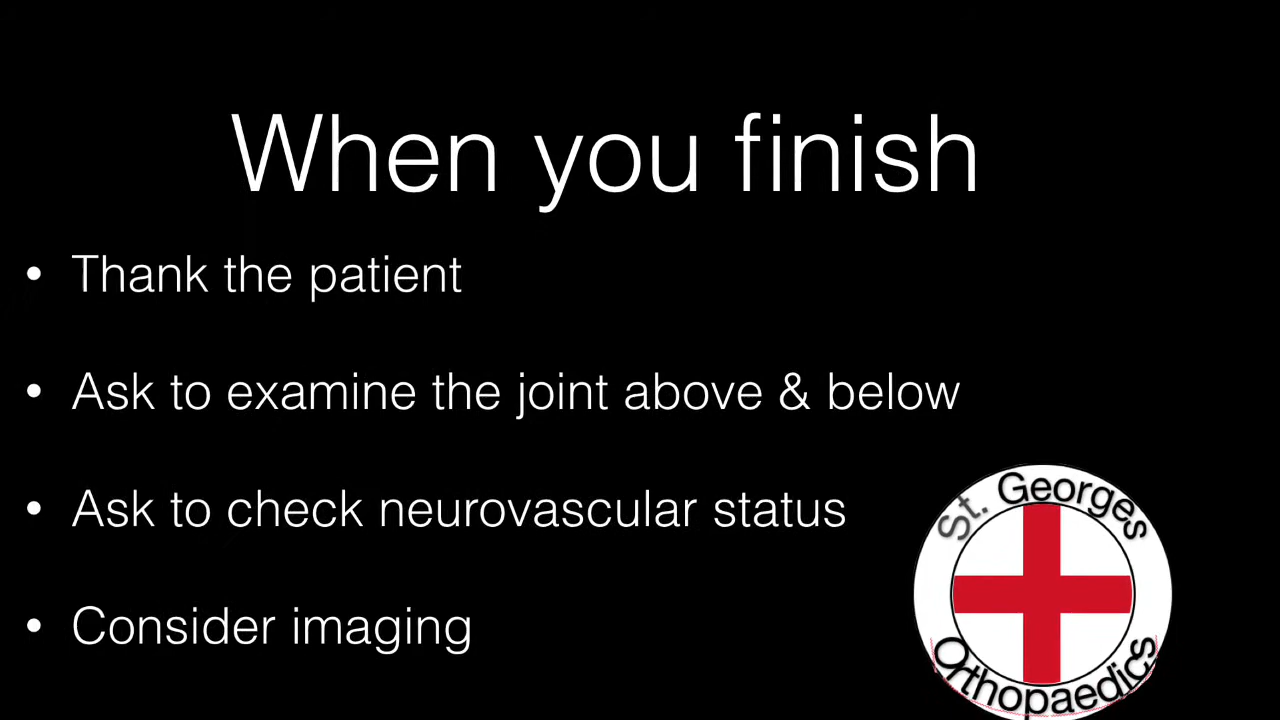 When you finish
• Thank the patient
• Ask to examine the joint above & below
• Ask to check neurovascular status
• Consider imaging
St. Georges
Orthopaedics